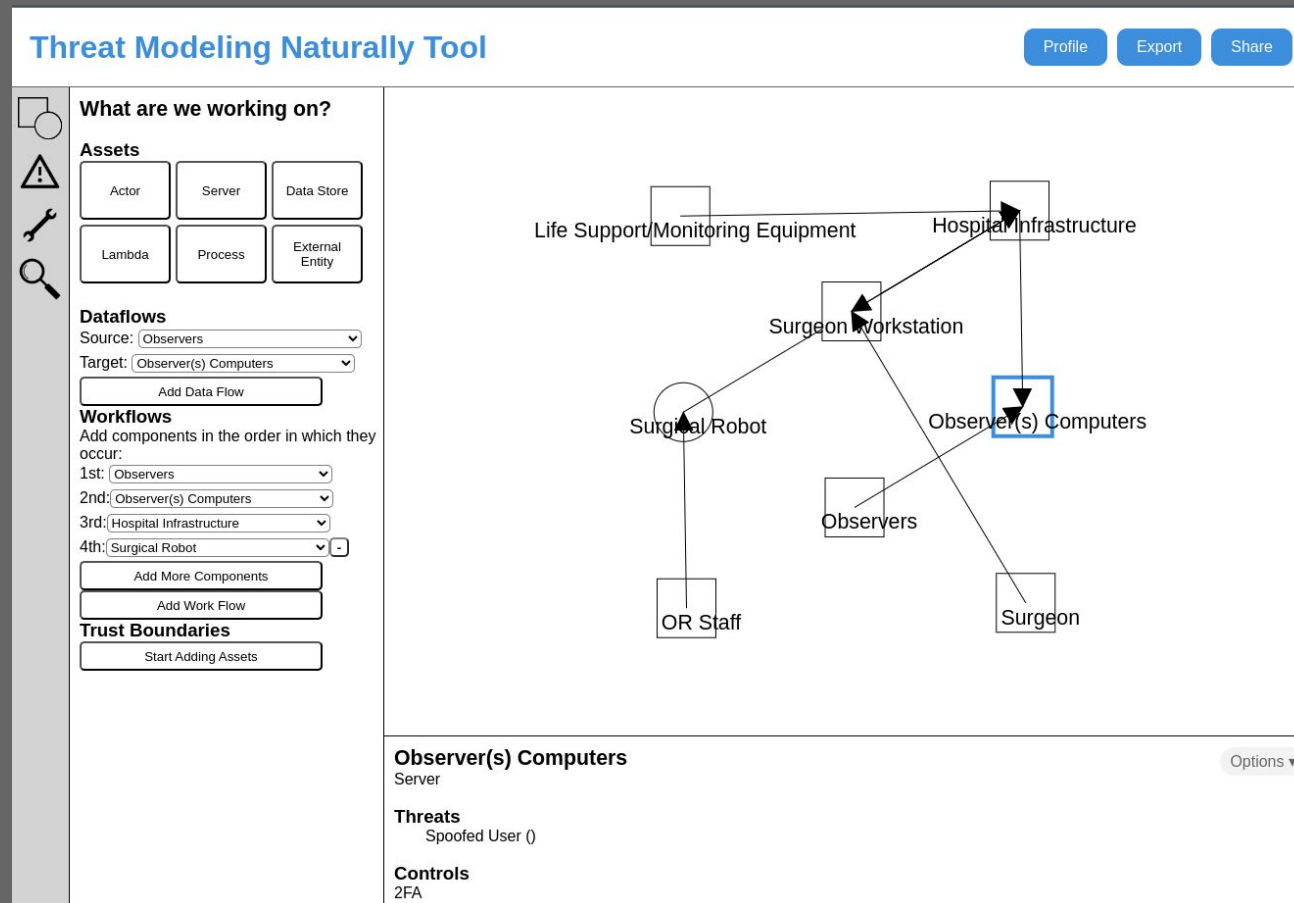 Threat Modeling Naturally Tool
Profile
Export
Share
What are we working on?
Assets
Actor
Server
Data Store
Lambda
Process
External
Entity
Dataflows
Source: Observers
Target: Observer(s) Computers
Add Data Flow
Workflows
Add components in the order in which they
occur:
1st: Observers
2nd: Observer(s) Computers
3rd: Hospital Infrastructure
4th: Surgical Robot -
Add More Components
Add Work Flow
Trust Boundaries
Start Adding Assets
Life Support/Monitoring Equipment
Hospital Infrastructure
Surgeon Workstation
Surgical Robot
Observer(s) Computers
Observers
OR Staff
Surgeon
Observer(s) Computers
Options ▾
Server
Threats
Spoofed User ()
Controls
2FA